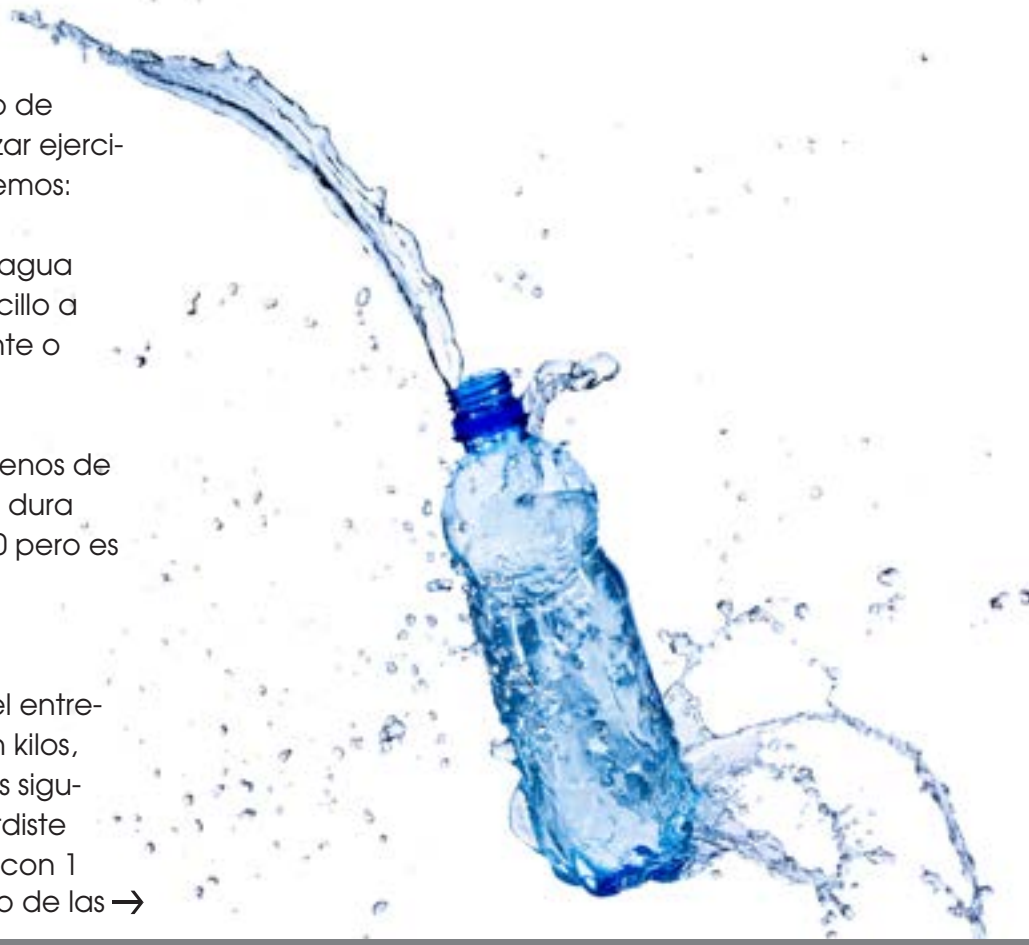 o de
zar ejerci-
emos:
agua
cillo a
nte o
enos de
dura
0 pero es
el entre-
n kilos,
s sigu-
rdiste
con 1
o de las →